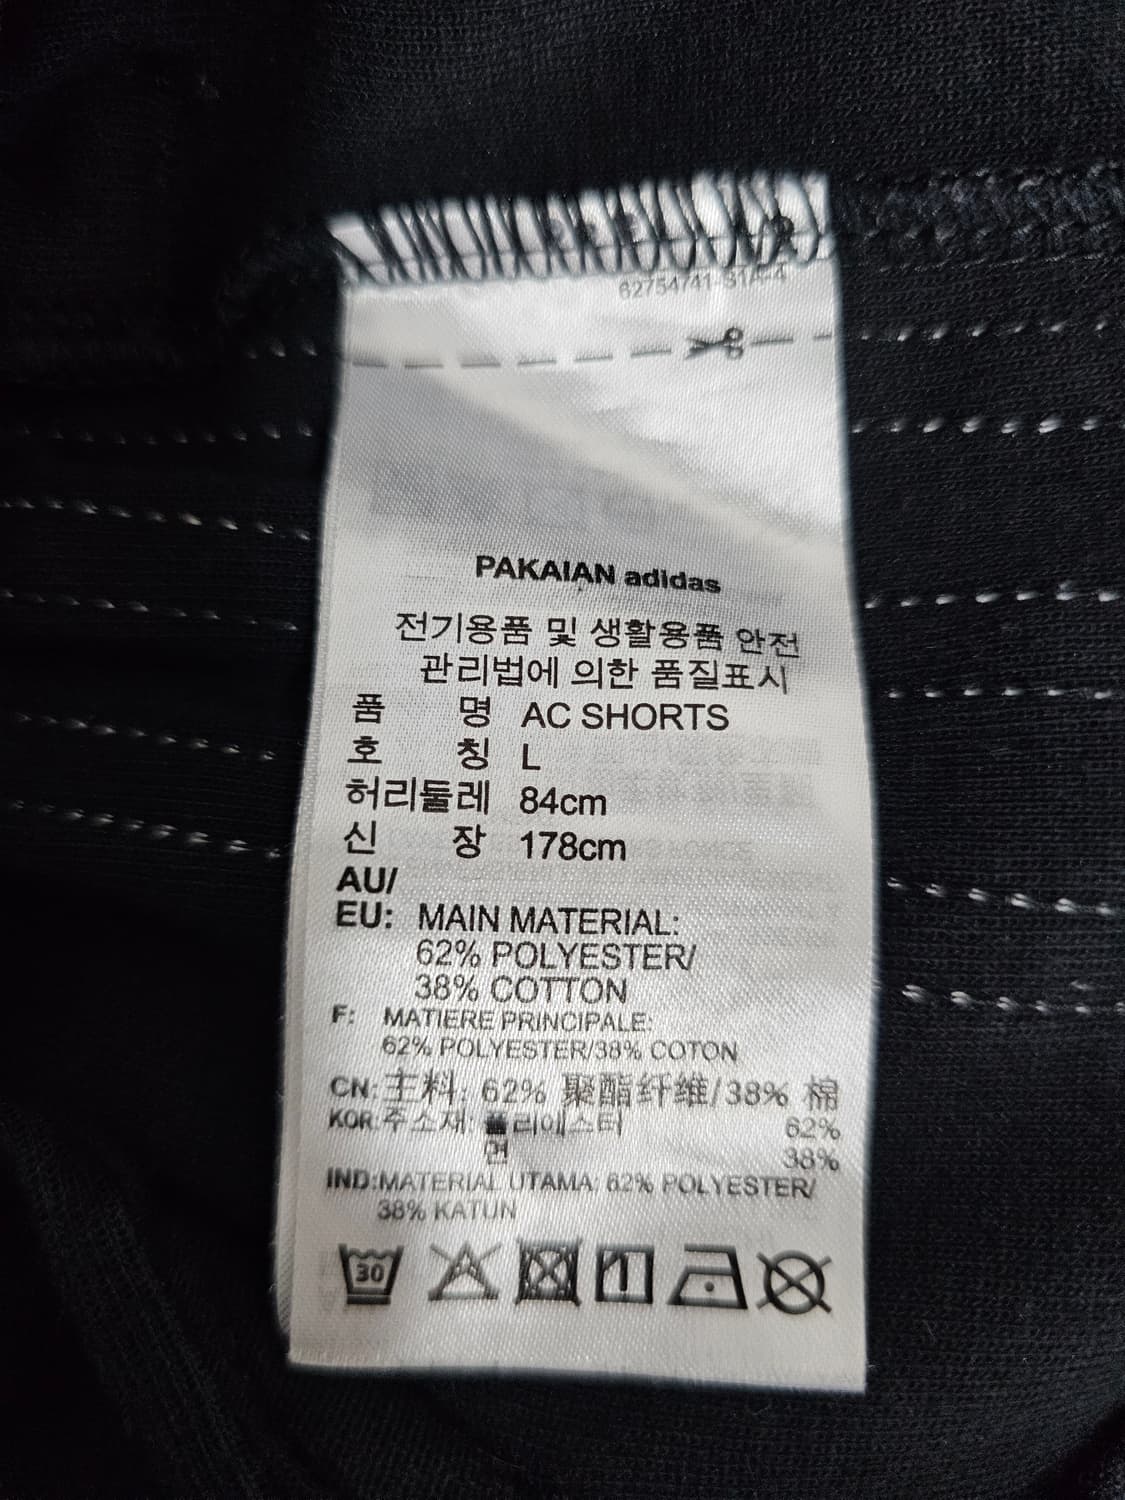 62754741-S1A-4
PAKAIAN adidas
전기용품 및 생활용품 안전
관리법에 의한 품질표시
품 명 AC SHORTS
호 칭 L
허리둘레 84cm
신 장 178cm
AU/
EU: MAIN MATERIAL:
62% POLYESTER/
38% COTTON
F: MATIERE PRINCIPALE:
62% POLYESTER/38% COTON
CN: 主料: 62% 聚酯纤维/38% 棉
KOR: 주소재: 폴리에스터 62%
면 38%
IND: MATERIAL UTAMA: 62% POLYESTER/
38% KATUN
30